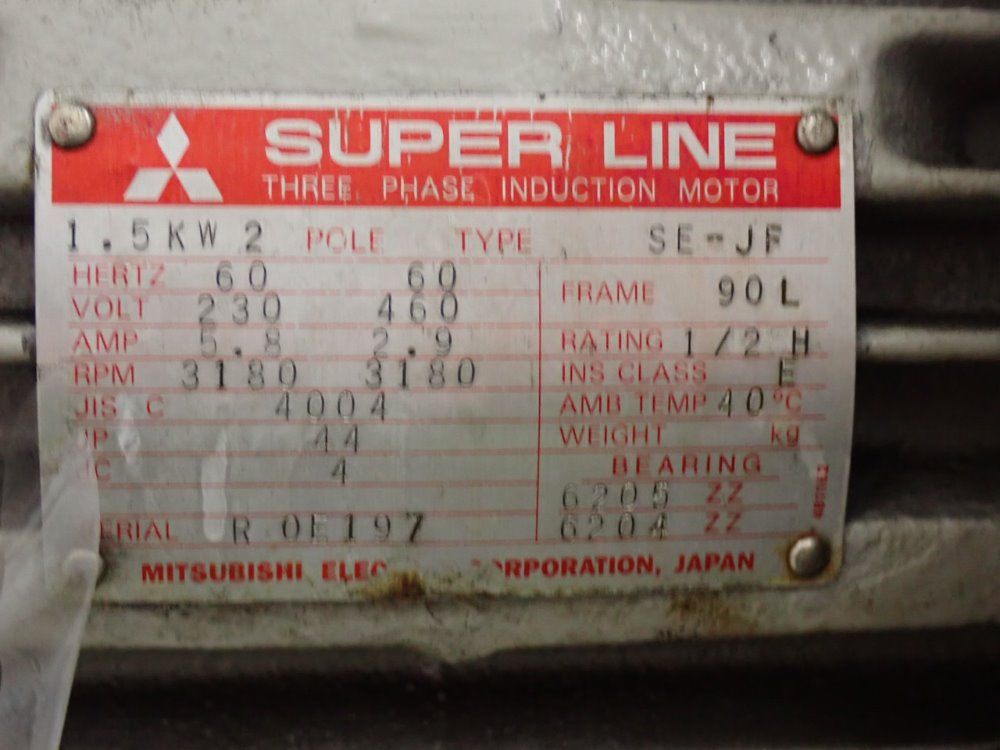 SUPER LINE
THREE PHASE INDUCTION MOTOR
1.5KW 2 POLE TYPE SE-JF
HERTZ 60 60
VOLT 230 460
AMP 5.8 2.9
RPM 3180 3180
JIS C 4004
44
4
FRAME 90L
RATING 1/2 H
INS CLASS E
AMB TEMP 40°C
WEIGHT kg
BEARING
6205 ZZ
6204 ZZ
ERIAL R 0E197
MITSUBISHI ELEC RPORATION, JAPAN